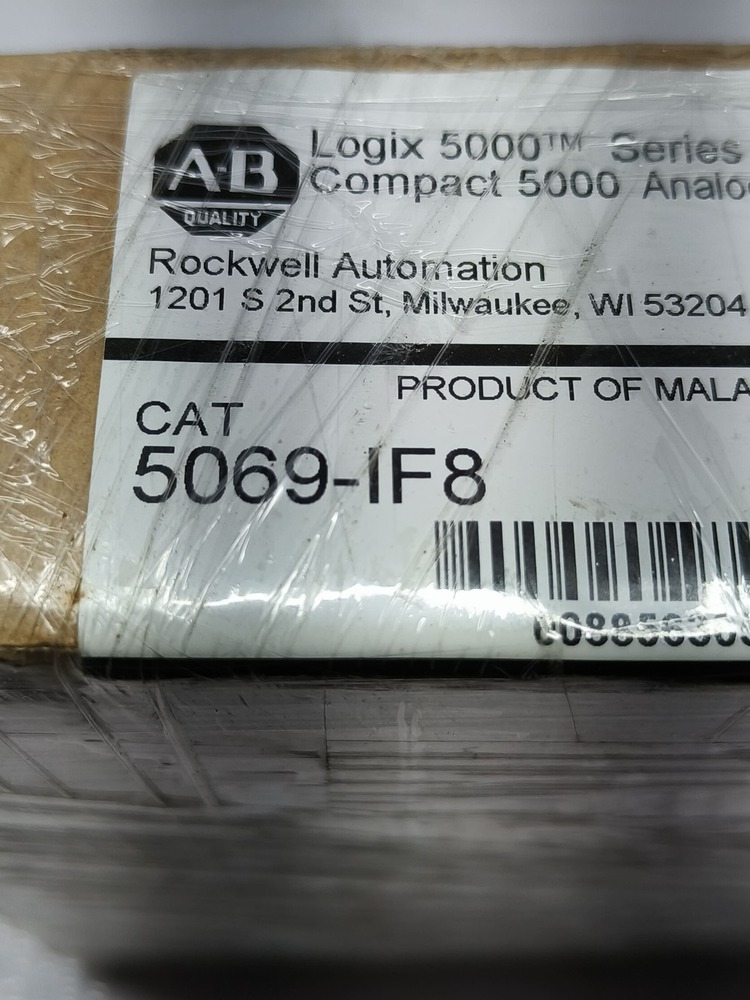 A-B
QUALITY
Logix 5000™ Series
Compact 5000 Analo
Rockwell Automation
1201 S 2nd St, Milwaukee, WI 53204
PRODUCT OF MALA
CAT
5069-IF8